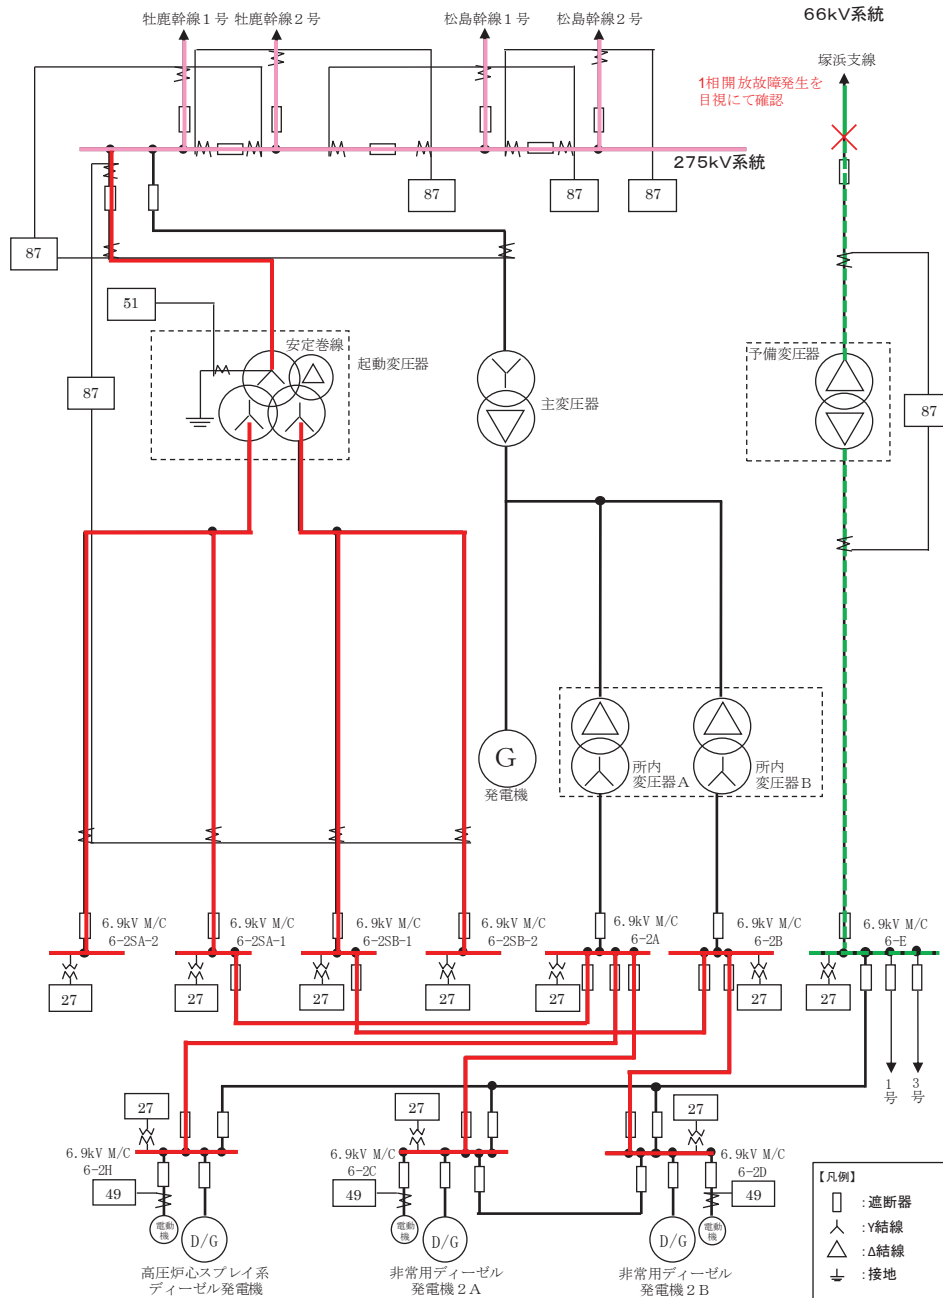 66kV系統
牡鹿幹線1号
牡鹿幹線2号
松島幹線1号
松島幹線2号
塚浜支線
1相開放故障発生を
目視にて確認
275kV系統
87
87
87
87
51
安定巻線
起動変圧器
87
主変圧器
予備変圧器
87
G
発電機
所内
変圧器A
所内
変圧器B
6.9kV M/C
6-2SA-2
6.9kV M/C
6-2SA-1
6.9kV M/C
6-2SB-1
6.9kV M/C
6-2SB-2
6.9kV M/C
6-2A
6.9kV M/C
6-2B
6.9kV M/C
6-E
27
27
27
27
27
27
27
1号
3号
27
27
27
6.9kV M/C
6-2H
6.9kV M/C
6-2C
6.9kV M/C
6-2D
49
49
49
電動機
D/G
電動機
D/G
D/G
電動機
高圧炉心スプレイ系
ディーゼル発電機
非常用ディーゼル
発電機2A
非常用ディーゼル
発電機2B
【凡例】
:遮断器
:Y結線
:Δ結線
:接地